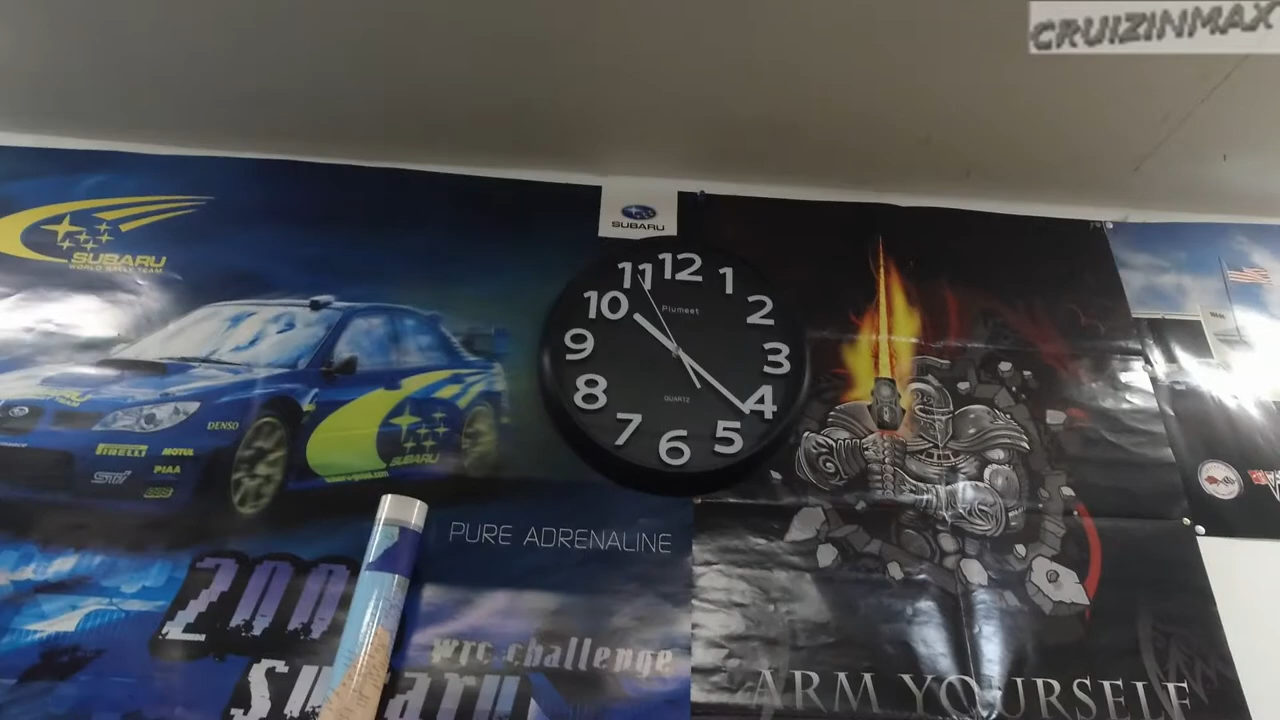 CRUIZINMAX
SUBARU
WORLD RALLY TEAM
SUBARU
11 12 1
10 2
9 3
8 4
7 6 5
Plumeet
QUARTZ
DENSO
PIRELLI
MOTUL
STi
PIAA
SUBARU
PURE ADRENALINE
200
wrc challenge
ARM YOURSELF